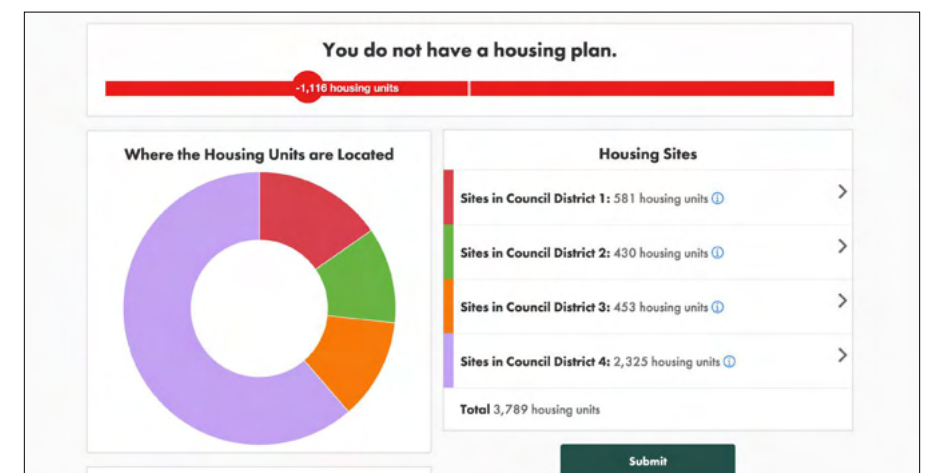 You do not have a housing plan.
-1,116 housing units
Where the Housing Units are Located
Housing Sites
Sites in Council District 1: 581 housing units
Sites in Council District 2: 430 housing units
Sites in Council District 3: 453 housing units
Sites in Council District 4: 2,325 housing units
Total 3,789 housing units
Submit